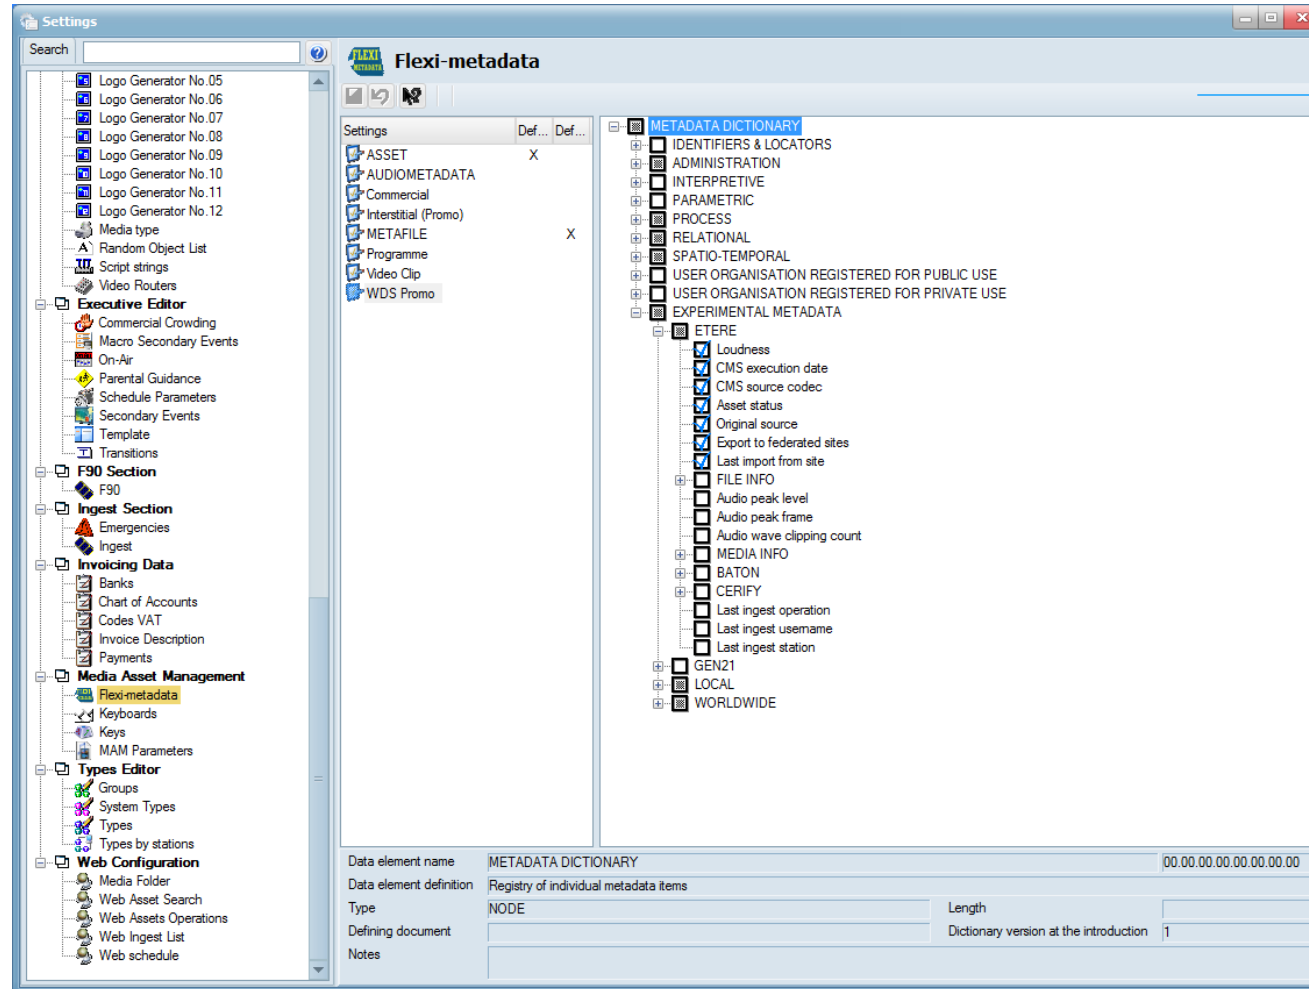 Settings
Search
Flexi-metadata
Logo Generator No.05
Logo Generator No.06
Logo Generator No.07
Logo Generator No.08
Logo Generator No.09
Logo Generator No.10
Logo Generator No.11
Logo Generator No.12
Media type
Random Object List
Script strings
Video Routers
Executive Editor
Commercial Crowding
Macro Secondary Events
On-Air
Parental Guidance
Schedule Parameters
Secondary Events
Template
Transitions
F90 Section
F90
Ingest Section
Emergencies
Ingest
Invoicing Data
Banks
Chart of Accounts
Codes VAT
Invoice Description
Payments
Media Asset Management
Flexi-metadata
Keyboards
Keys
MAM Parameters
Types Editor
Groups
System Types
Types
Types by stations
Web Configuration
Media Folder
Web Asset Search
Web Assets Operations
Web Ingest List
Web schedule
Settings Def... Def...
ASSET X
AUDIOMETADATA
Commercial
Interstitial (Promo)
METAFILE X
Programme
Video Clip
WDS Promo
METADATA DICTIONARY
IDENTIFIERS & LOCATORS
ADMINISTRATION
INTERPRETIVE
PARAMETRIC
PROCESS
RELATIONAL
SPATIO-TEMPORAL
USER ORGANISATION REGISTERED FOR PUBLIC USE
USER ORGANISATION REGISTERED FOR PRIVATE USE
EXPERIMENTAL METADATA
ETERE
Loudness
CMS execution date
CMS source codec
Asset status
Original source
Export to federated sites
Last import from site
FILE INFO
Audio peak level
Audio peak frame
Audio wave clipping count
MEDIA INFO
BATON
CERIFY
Last ingest operation
Last ingest username
Last ingest station
GEN21
LOCAL
WORLDWIDE
Data element name METADATA DICTIONARY 00.00.00.00.00.00.00.00
Data element definition Registry of individual metadata items
Type NODE Length
Defining document Dictionary version at the introduction 1
Notes